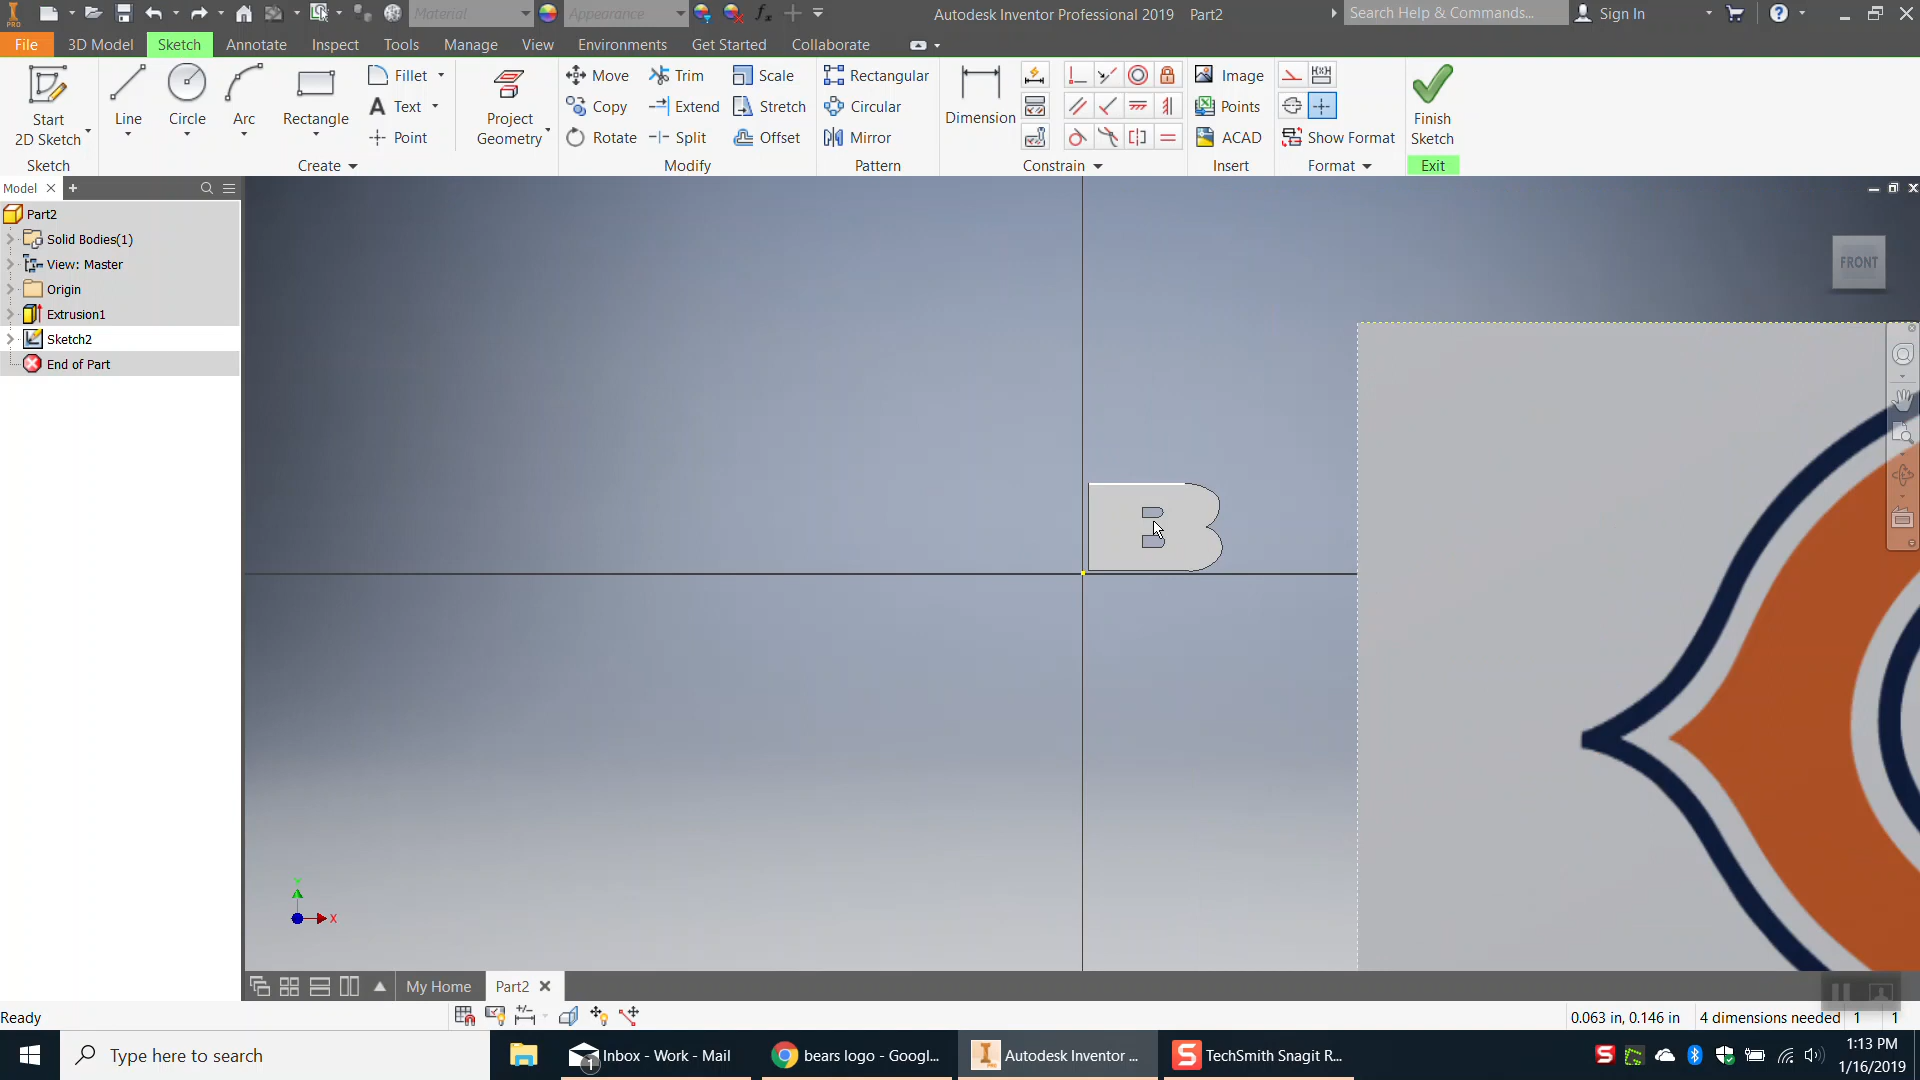 PRO
Material
Appearance
fx
Autodesk Inventor Professional 2019 Part2
Search Help & Commands...
Sign In
File 3D Model Sketch Annotate Inspect Tools Manage View Environments Get Started Collaborate
Start
2D Sketch
Line
Circle
Arc
Rectangle
Fillet
Text
Point
Project
Geometry
Move
Copy
Rotate
Trim
Extend
Split
Scale
Stretch
Offset
Rectangular
Circular
Mirror
Dimension
Image
Points
ACAD
Show Format
Finish
Sketch
Sketch Create Modify Pattern Constrain Insert Format Exit
Model
Part2
Solid Bodies(1)
View: Master
Origin
Extrusion1
Sketch2
End of Part
FRONT
B
Y
X
My Home Part2
Ready
0.063 in, 0.146 in 4 dimensions needed 1 1
Type here to search
1
Inbox - Work - Mail
bears logo - Googl...
Autodesk Inventor ...
TechSmith Snagit R...
1:13 PM
1/16/2019